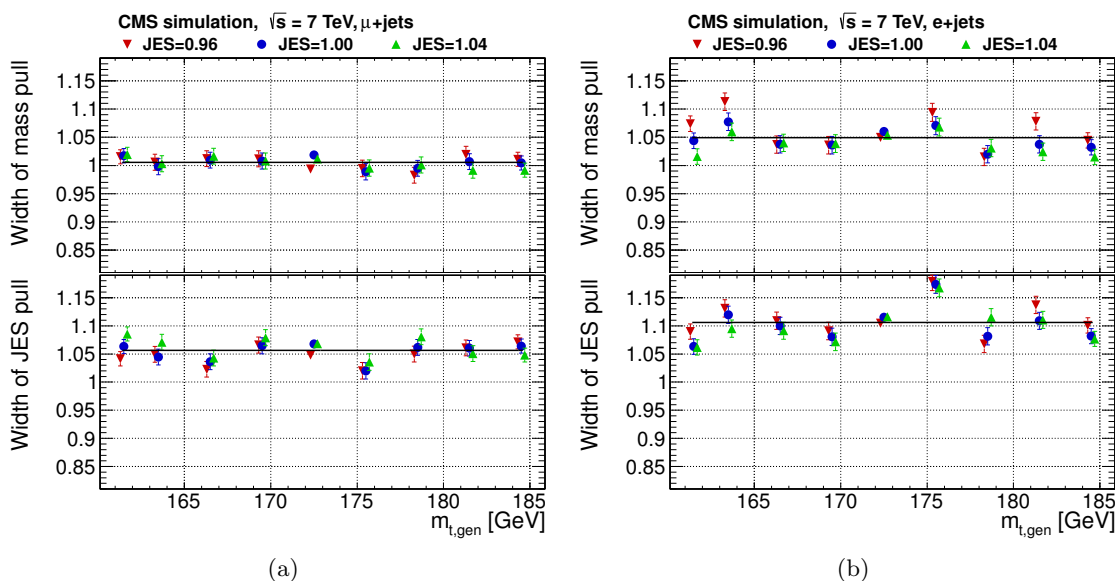 CMS simulation, √s = 7 TeV, μ+jets
JES=0.96 JES=1.00 JES=1.04
Width of mass pull
1.15
1.1
1.05
1
0.95
0.9
0.85
Width of JES pull
1.15
1.1
1.05
1
0.95
0.9
0.85
165 170 175 180 185
m_t,gen [GeV]
(a)
CMS simulation, √s = 7 TeV, e+jets
JES=0.96 JES=1.00 JES=1.04
Width of mass pull
1.15
1.1
1.05
1
0.95
0.9
0.85
Width of JES pull
1.15
1.1
1.05
1
0.95
0.9
0.85
165 170 175 180 185
m_t,gen [GeV]
(b)